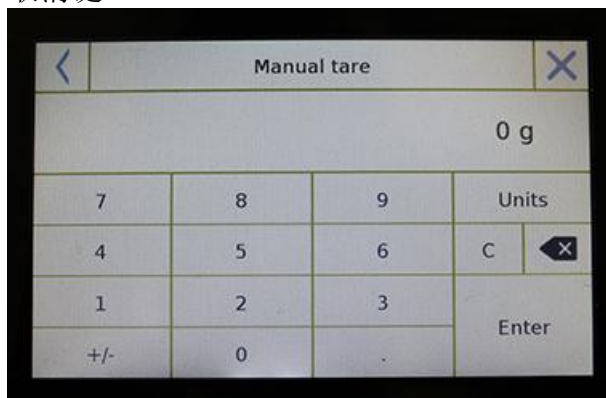 Manual tare
0 g
7 8 9 Units
4 5 6 C
1 2 3
Enter
+/- 0 .